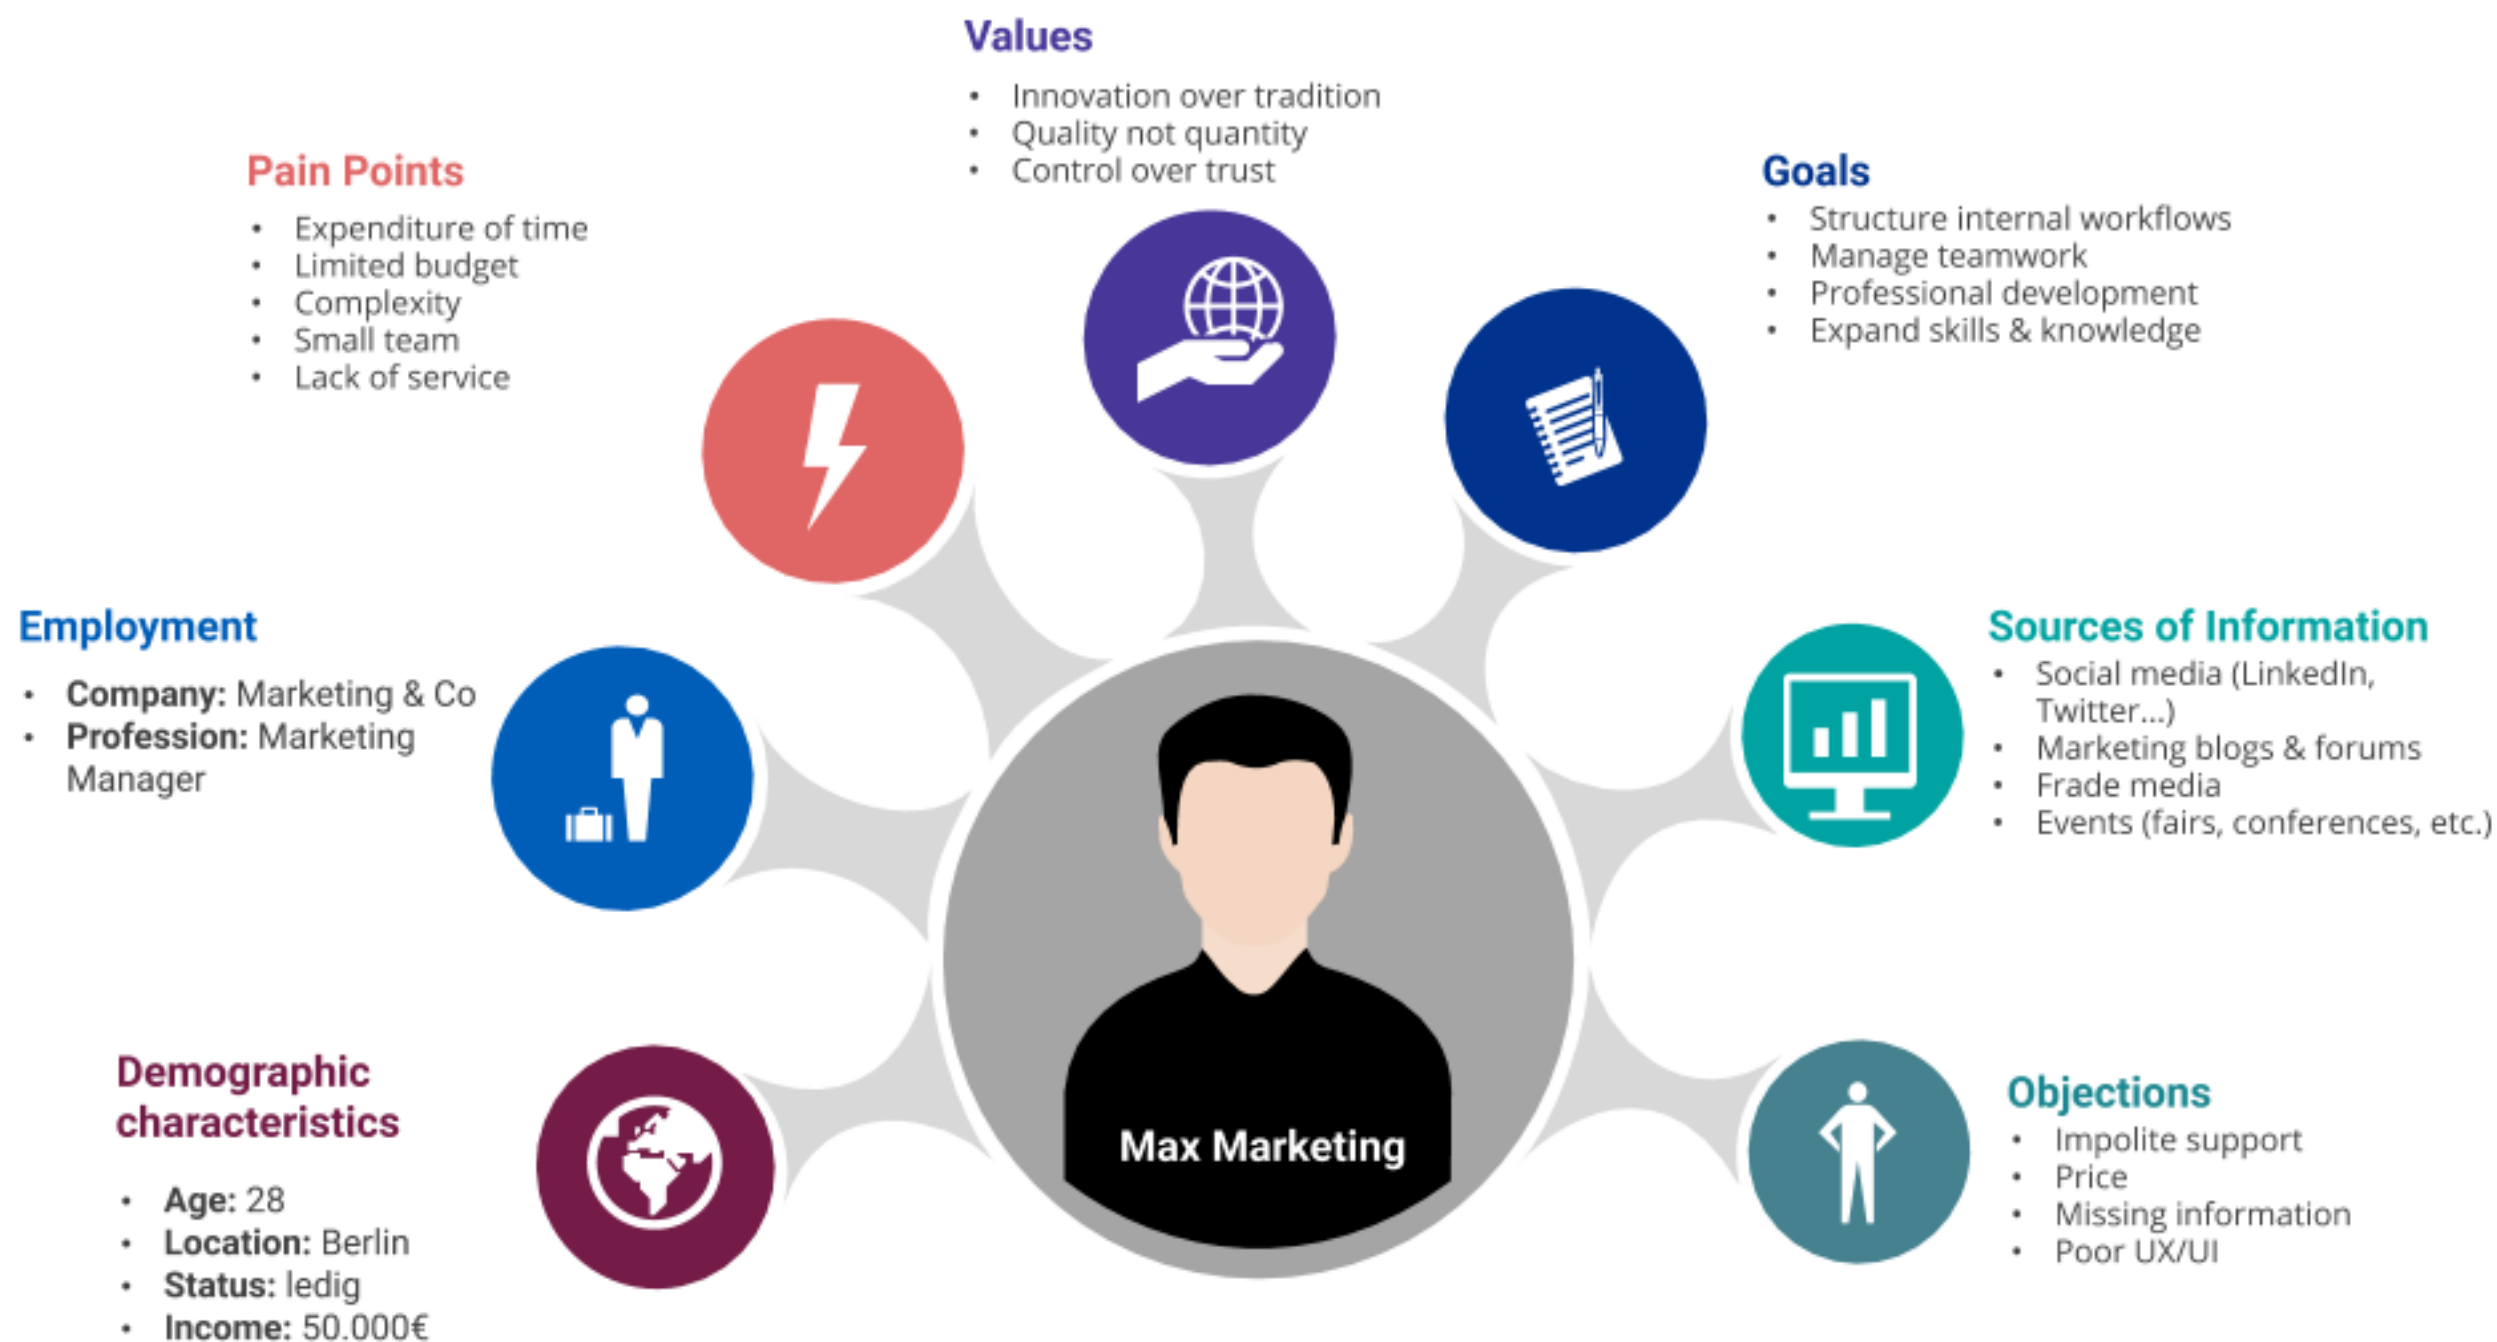 Values
• Innovation over tradition
• Quality not quantity
• Control over trust
Pain Points
• Expenditure of time
• Limited budget
• Complexity
• Small team
• Lack of service
Goals
• Structure internal workflows
• Manage teamwork
• Professional development
• Expand skills & knowledge
Employment
• Company: Marketing & Co
• Profession: Marketing
Manager
Sources of Information
• Social media (LinkedIn,
Twitter...)
• Marketing blogs & forums
• Frade media
• Events (fairs, conferences, etc.)
Demographic
characteristics
• Age: 28
• Location: Berlin
• Status: ledig
• Income: 50.000€
Max Marketing
Objections
• Impolite support
• Price
• Missing information
• Poor UX/UI